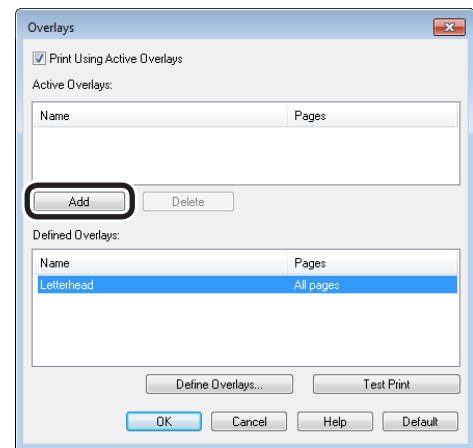 Overlays
Print Using Active Overlays
Active Overlays:
Name Pages
Add Delete
Defined Overlays:
Name Pages
Letterhead All pages
Define Overlays... Test Print
OK Cancel Help Default